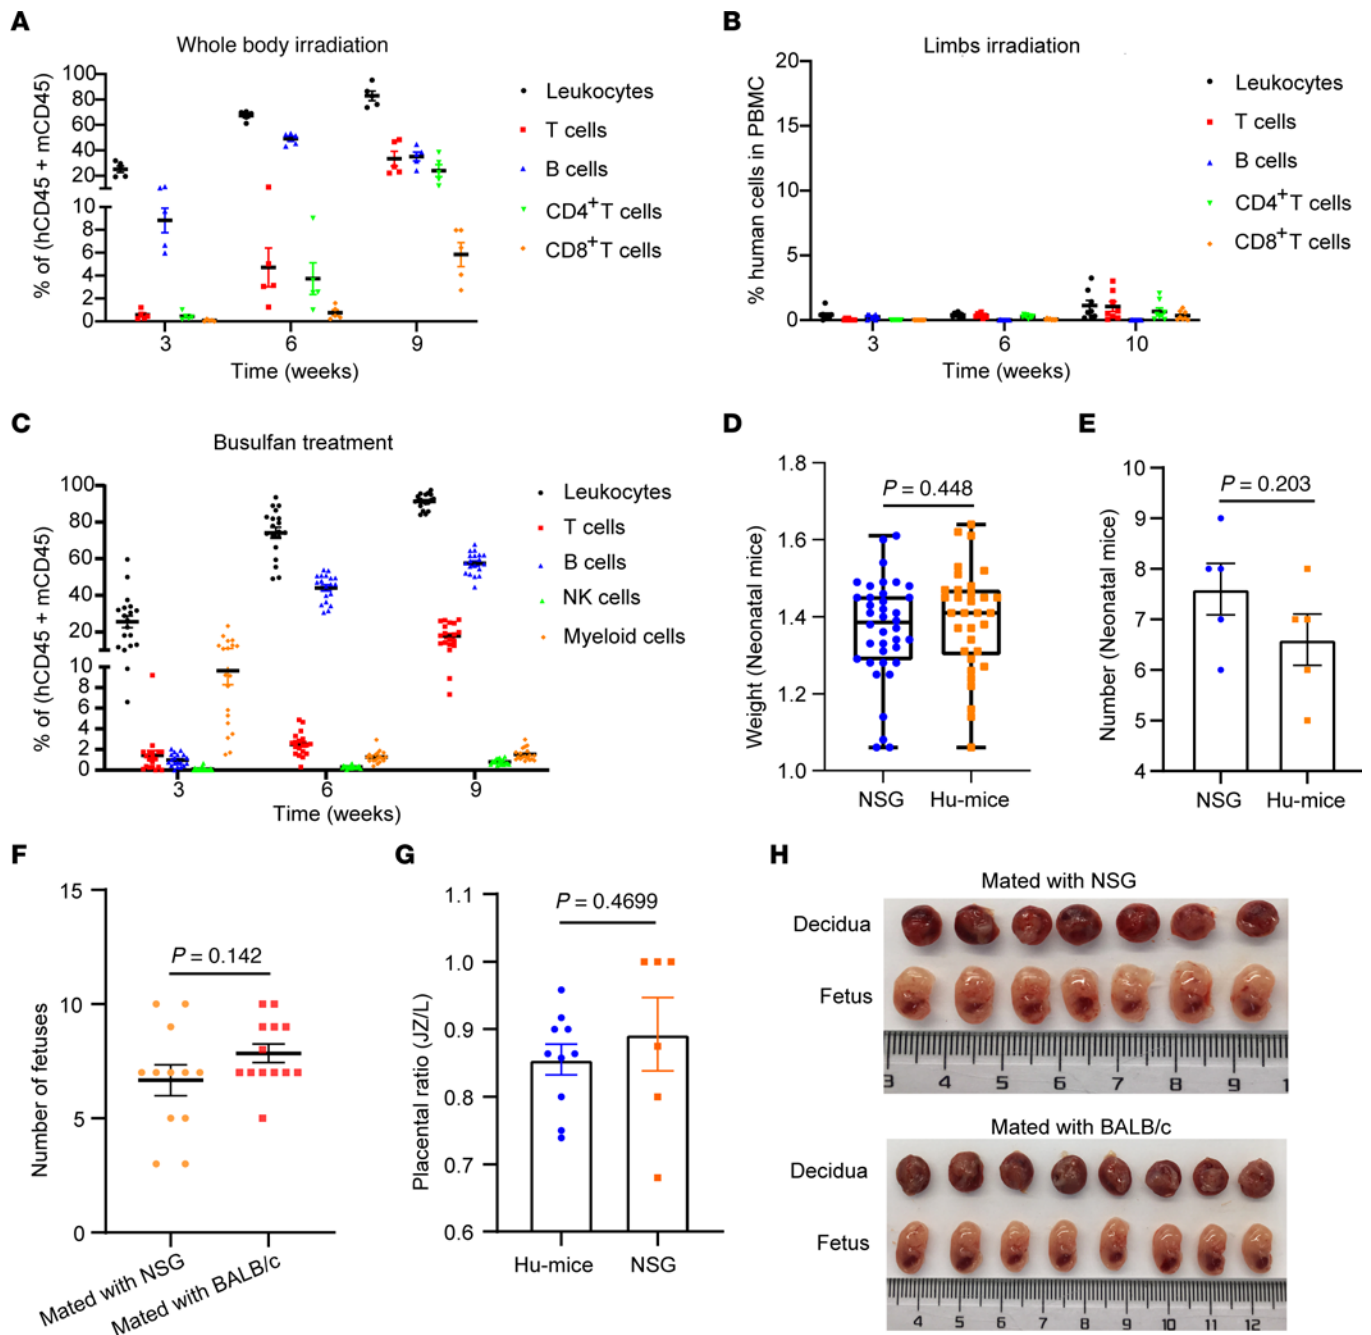 A
Whole body irradiation
% of (hCD45 + mCD45)
100
80
60
40
20
10
8
6
4
2
0
3
6
9
Time (weeks)
Leukocytes
T cells
B cells
CD4+T cells
CD8+T cells
B
Limbs irradiation
% human cells in PBMC
20
15
10
5
0
3
6
10
Time (weeks)
Leukocytes
T cells
B cells
CD4+T cells
CD8+T cells
C
Busulfan treatment
% of (hCD45 + mCD45)
100
80
60
40
20
10
8
6
4
2
0
3
6
9
Time (weeks)
Leukocytes
T cells
B cells
NK cells
Myeloid cells
D
Weight (Neonatal mice)
1.8
1.6
1.4
1.2
1.0
P = 0.448
NSG
Hu-mice
E
Number (Neonatal mice)
10
9
8
7
6
5
4
P = 0.203
NSG
Hu-mice
F
Number of fetuses
15
10
5
0
P = 0.142
Mated with NSG
Mated with BALB/c
G
Placental ratio (JZ/L)
1.1
1.0
0.9
0.8
0.7
0.6
P = 0.4699
Hu-mice
NSG
H
Mated with NSG
Decidua
Fetus
3 4 5 6 7 8 9 1
Mated with BALB/c
Decidua
Fetus
4 5 6 7 8 9 10 11 12